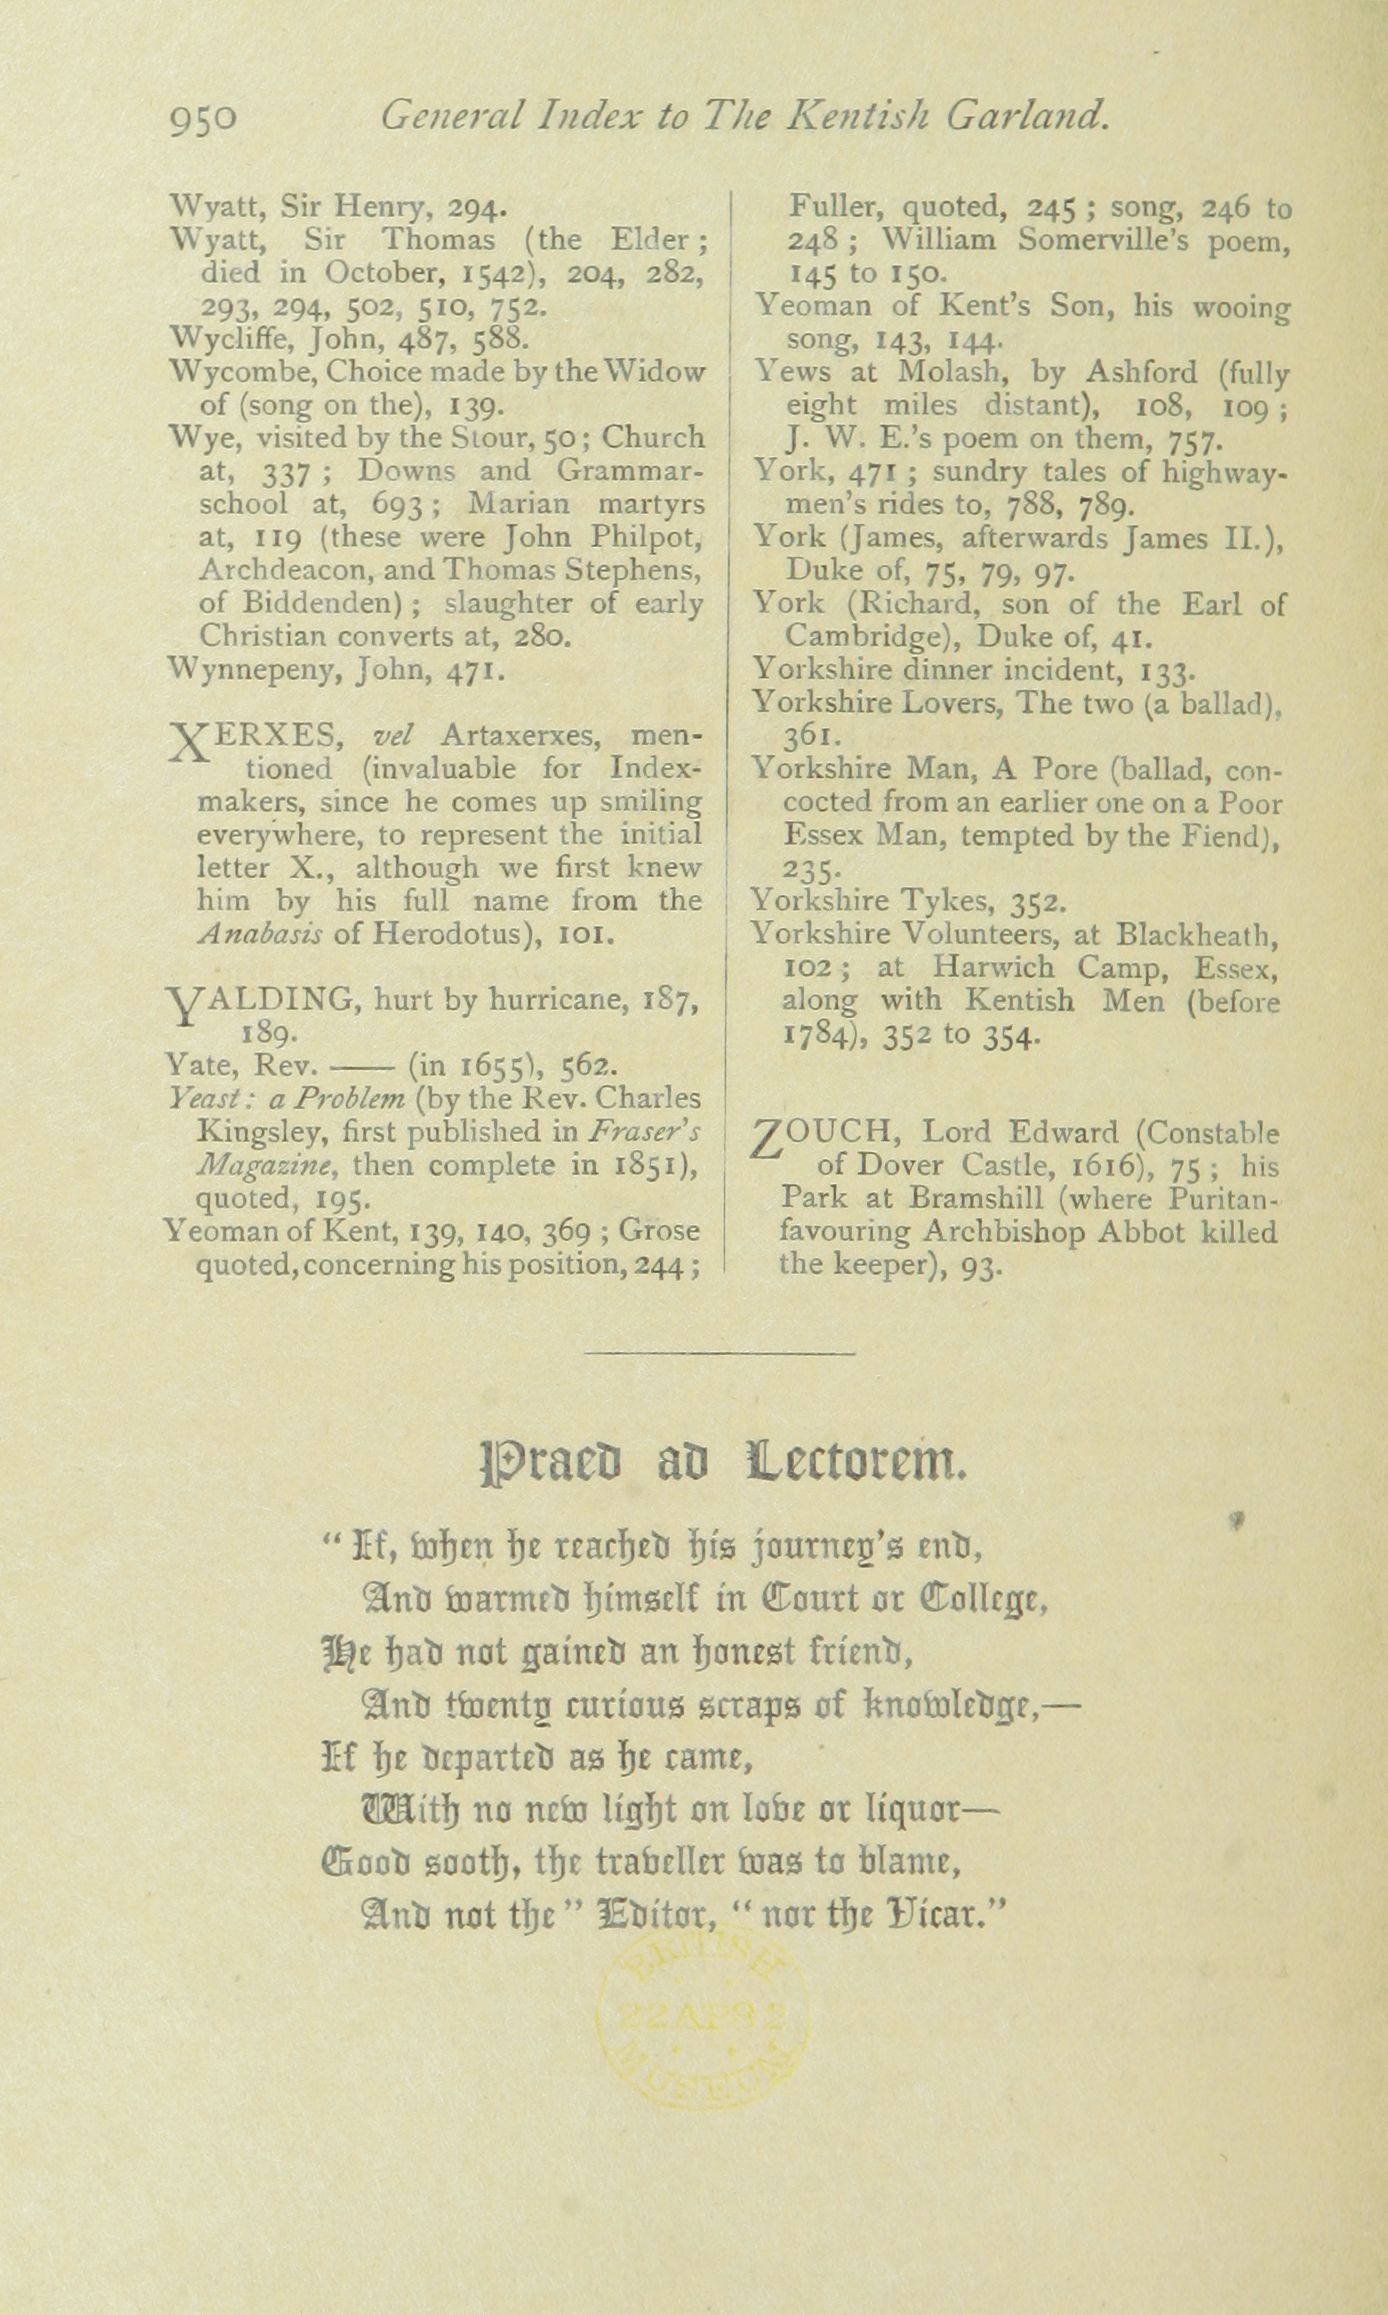 950 General Index to The Kentish Garland.
Wyatt, Sir Henry, 294.
Wyatt, Sir Thomas (the Elder ;
died in October, 1542), 204, 282,
293, 294, 502, 510, 752.
Wycliffe, John, 487, 588.
Wycombe, Choice made by the Widow
of (song on the), 139.
Wye, visited by the Stour, 50 ; Church
at, 337 ; Downs and Grammar-
school at, 693 ; Marian martyrs
at, 119 (these were John Philpot,
Archdeacon, and Thomas Stephens,
of Biddenden) ; slaughter of early
Christian converts at, 280.
Wynnepeny, John, 471.
XERXES, vel Artaxerxes, men-
tioned (invaluable for Index-
makers, since he comes up smiling
everywhere, to represent the initial
letter X., although we first knew
him by his full name from the
Anabasis of Herodotus), 101.
YALDING, hurt by hurricane, 187,
189.
Yate, Rev. —— (in 1655), 562.
Yeast : a Problem (by the Rev. Charles
Kingsley, first published in Fraser's
Magazine, then complete in 1851),
quoted, 195.
Yeoman of Kent, 139, 140, 369 ; Grose
quoted, concerning his position, 244 ;
Fuller, quoted, 245 ; song, 246 to
248 ; William Somerville's poem,
145 to 150.
Yeoman of Kent's Son, his wooing
song, 143, 144.
Yews at Molash, by Ashford (fully
eight miles distant), 108, 109 ;
J. W. E.'s poem on them, 757.
York, 471 ; sundry tales of highway-
men's rides to, 788, 789.
York (James, afterwards James II.),
Duke of, 75, 79, 97.
York (Richard, son of the Earl of
Cambridge), Duke of, 41.
Yorkshire dinner incident, 133.
Yorkshire Lovers, The two (a ballad),
361.
Yorkshire Man, A Pore (ballad, con-
cocted from an earlier one on a Poor
Essex Man, tempted by the Fiend),
235.
Yorkshire Tykes, 352.
Yorkshire Volunteers, at Blackheath,
102 ; at Harwich Camp, Essex,
along with Kentish Men (before
1784), 352 to 354.
ZOUCH, Lord Edward (Constable
of Dover Castle, 1616), 75 ; his
Park at Bramshill (where Puritan-
favouring Archbishop Abbot killed
the keeper), 93.
Praed ad Lectorem.
" If, when he reached his journey's end,
And warmed himself in Court or College,
He had not gained an honest friend,
And twenty curious scraps of knowledge,—
If he departed as he came,
With no new light on love or liquor—
Good sooth, the traveller was to blame,
And not the " Editor, " nor the Vicar."
BRITISH
22 AP 92
MUSEUM